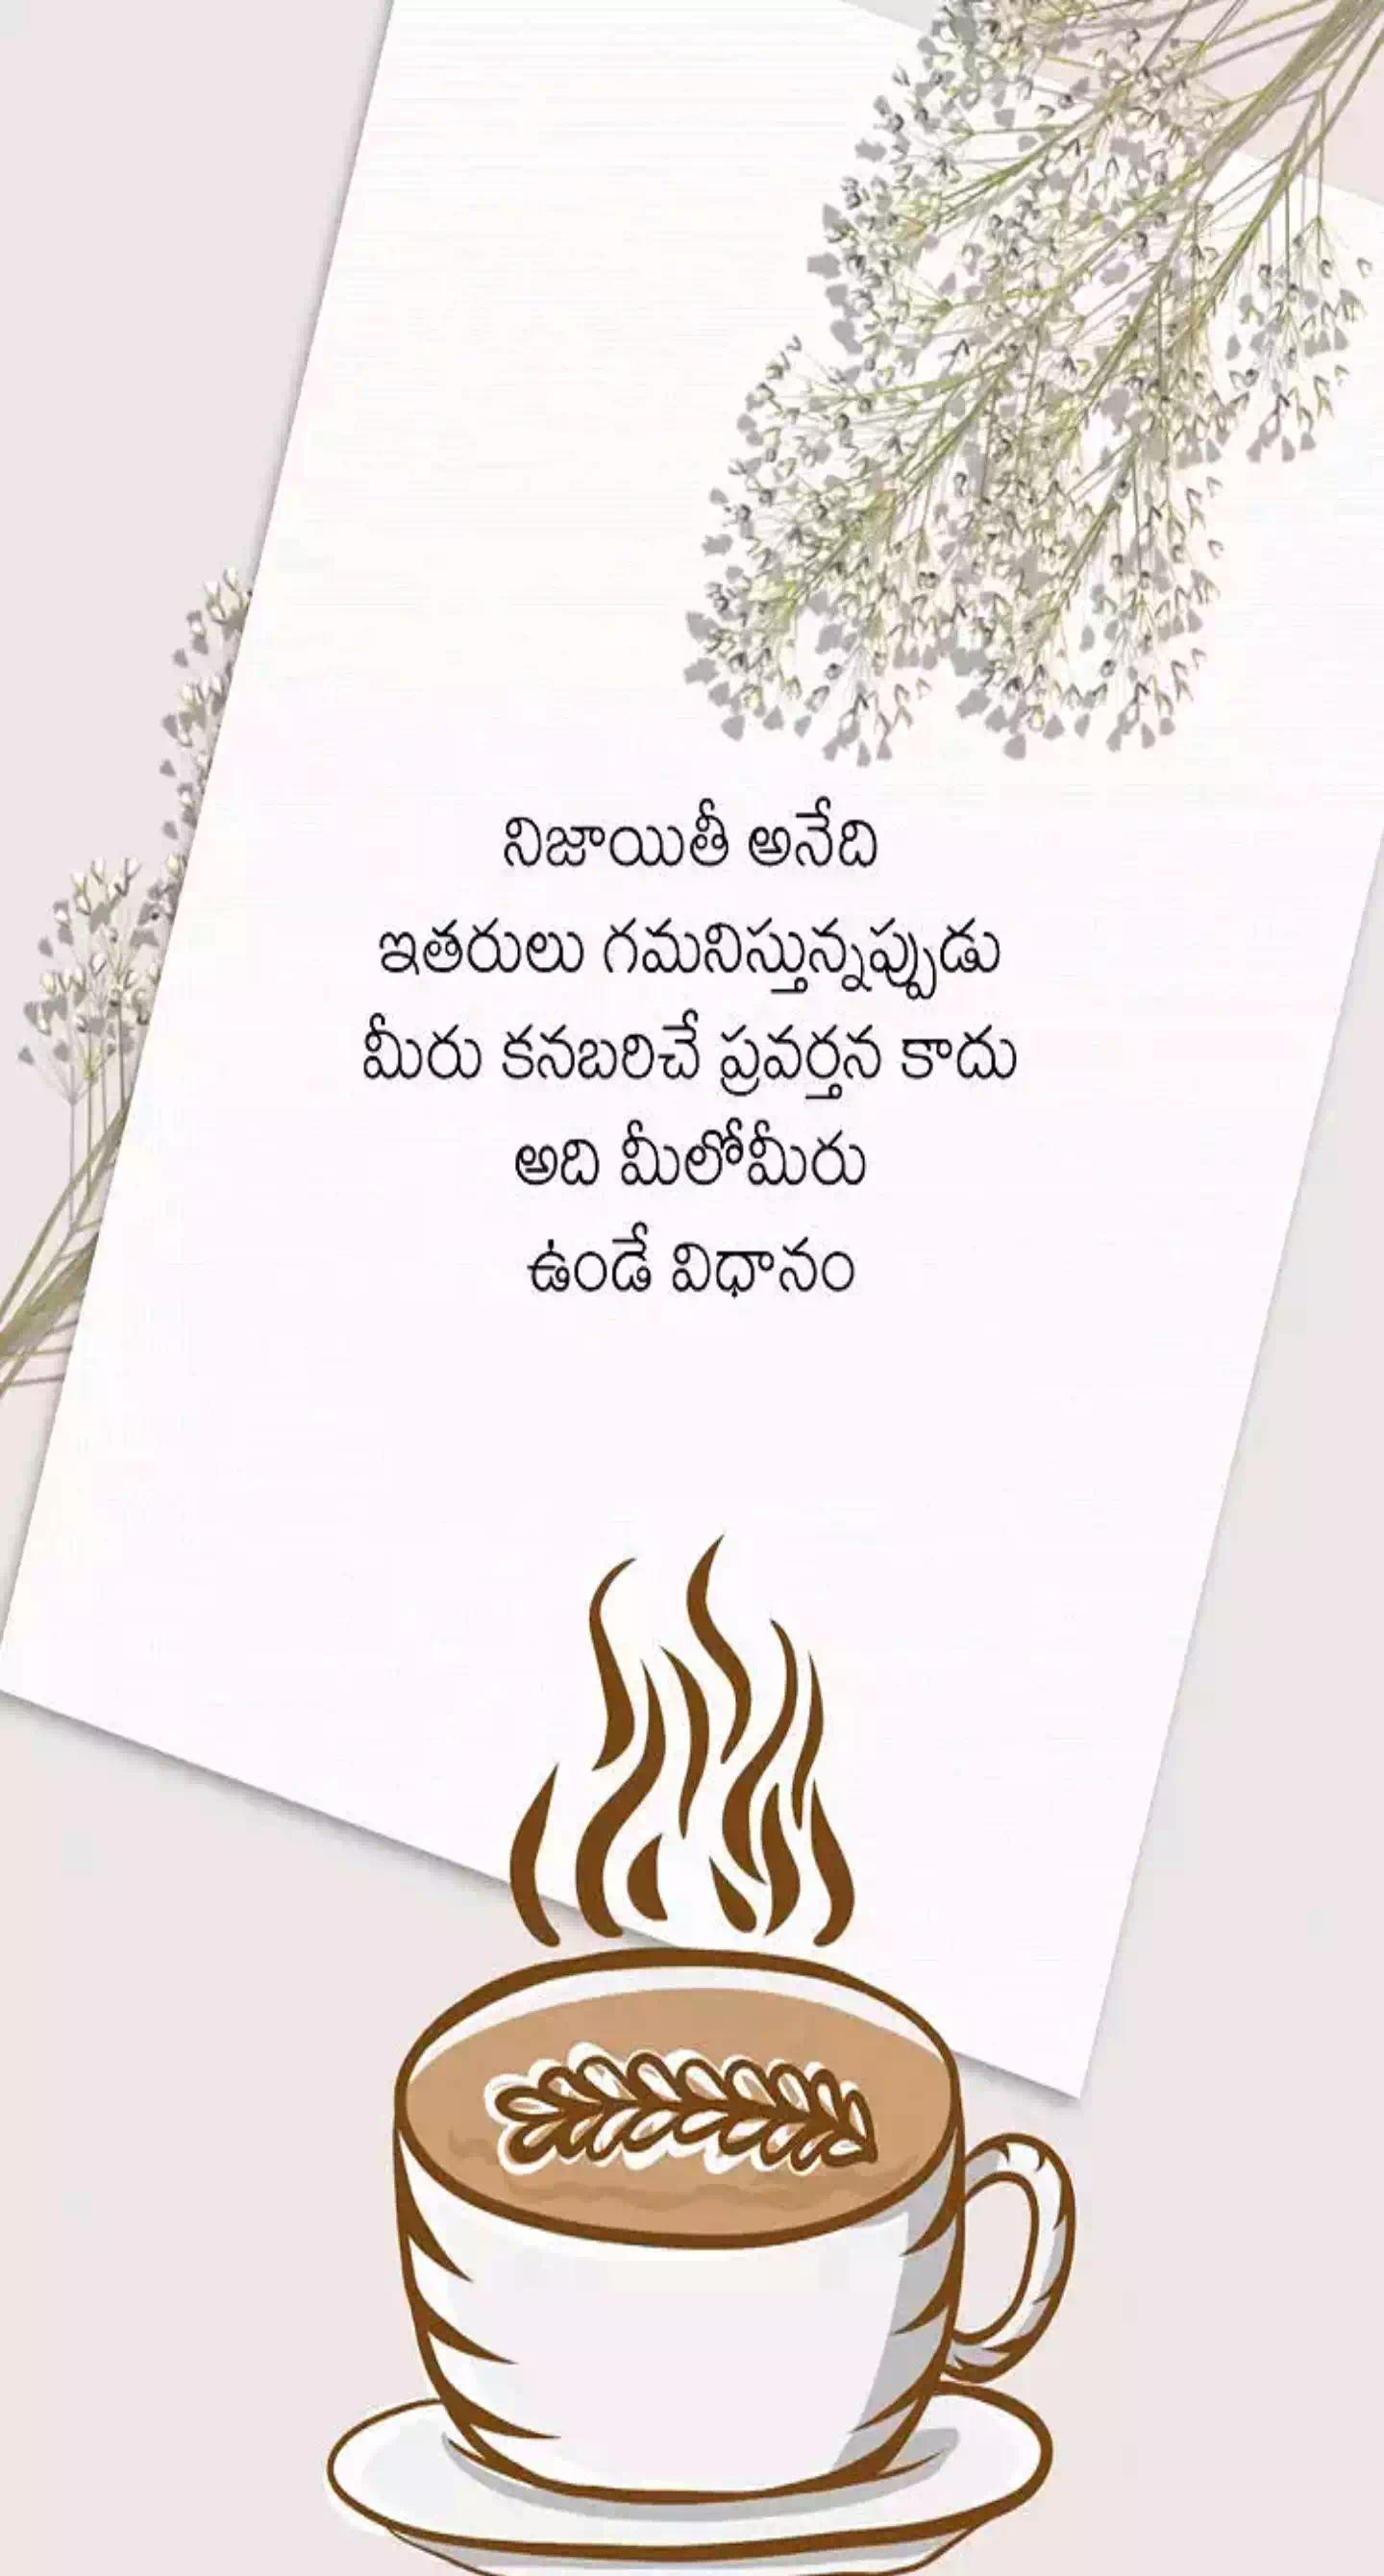 నిజాయితీ అనేది
ఇతరులు గమనిస్తున్నప్పుడు
మీరు కనబరిచే ప్రవర్తన కాదు
అది మీలోమీరు
ఉండే విధానం